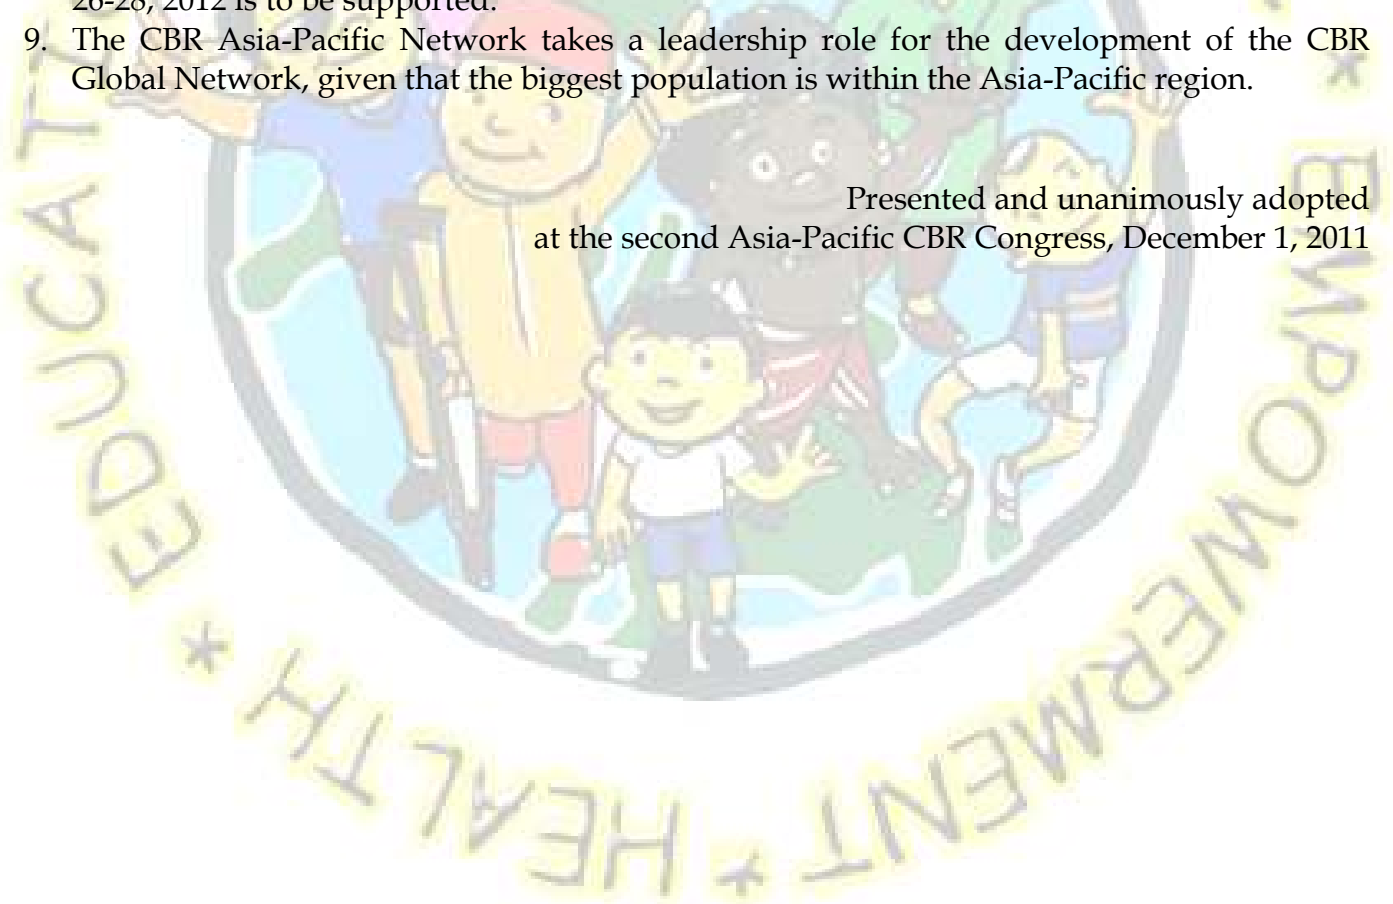 26-28, 2012 is to be supported.
9. The CBR Asia-Pacific Network takes a leadership role for the development of the CBR
Global Network, given that the biggest population is within the Asia-Pacific region.
Presented and unanimously adopted
at the second Asia-Pacific CBR Congress, December 1, 2011
EDUCAT
* HEALTH * EMPOWERMENT *